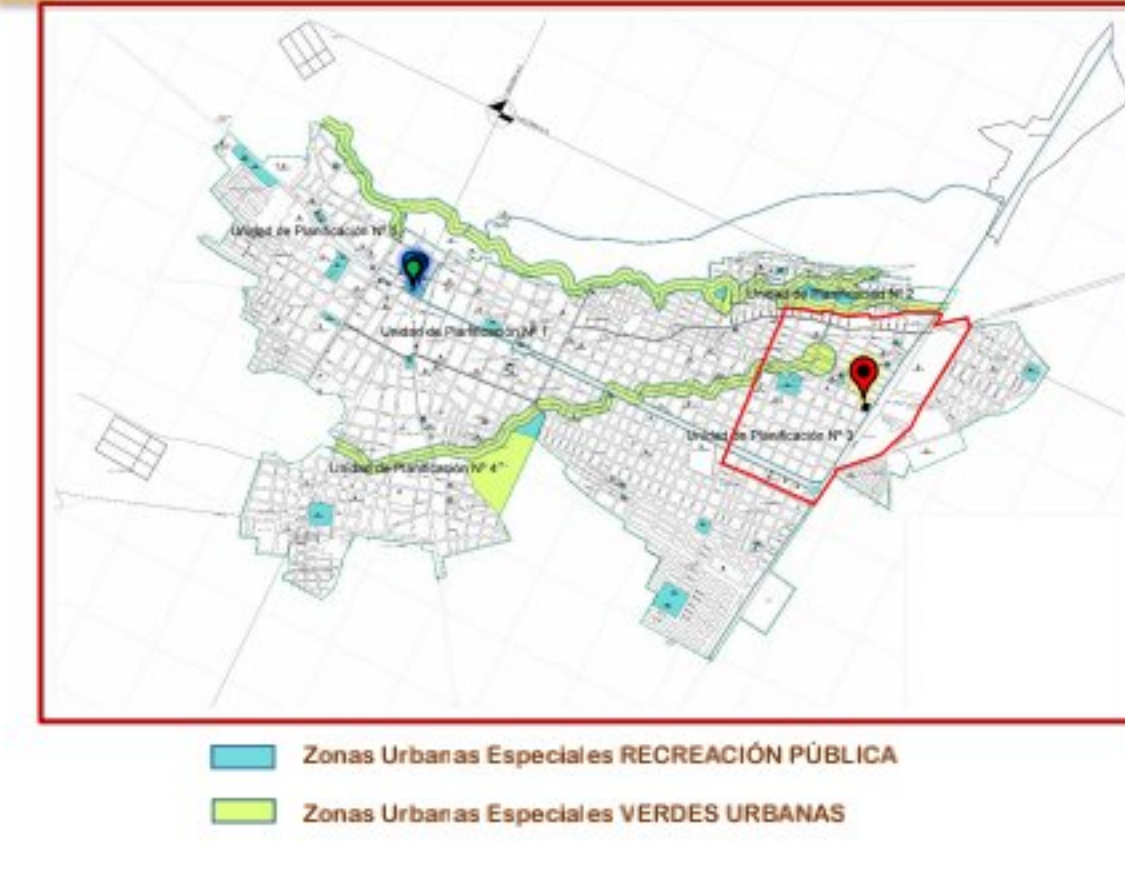 Unidad de Planificación Nº 5
Unidad de Planificación Nº 2
Unidad de Planificación Nº 1
Unidad de Planificación Nº 3
Unidad de Planificación Nº 4
Zonas Urbanas Especiales RECREACIÓN PÚBLICA
Zonas Urbanas Especiales VERDES URBANAS